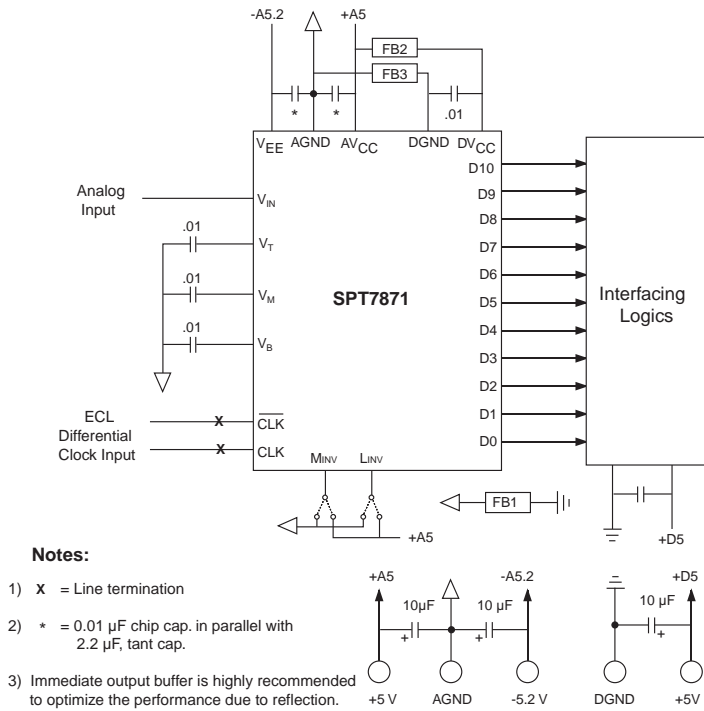 -A5.2
+A5
FB2
FB3
*
*
.01
VEE AGND AVCC DGND DVCC
D10
D9
D8
D7
D6
D5
D4
D3
D2
D1
D0
Analog
Input
VIN
.01
VT
.01
VM
.01
VB
SPT7871
Interfacing
Logics
ECL
Differential
Clock Input
X
CLK
X
CLK
MINV
LINV
FB1
+A5
+D5
Notes:
1) X = Line termination
2) * = 0.01 µF chip cap. in parallel with
2.2 µF, tant cap.
3) Immediate output buffer is highly recommended
to optimize the performance due to reflection.
+A5
-A5.2
+D5
10µF
10 µF
10 µF
+
+
+
+5 V
AGND
-5.2 V
DGND
+5V